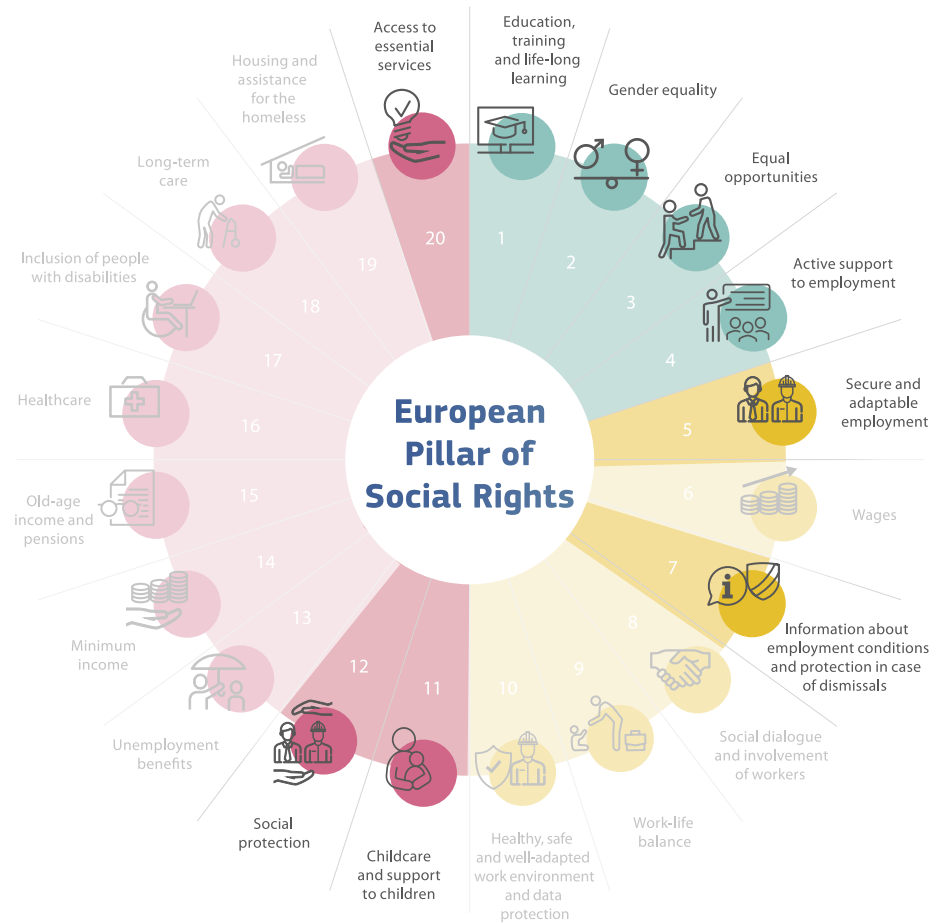 European
Pillar of
Social Rights
Education,
training
and life-long
learning
1
Gender equality
2
Equal
opportunities
3
Active support
to employment
4
Secure and
adaptable
employment
5
Wages
6
Information about
employment conditions
and protection in case
of dismissals
7
Social dialogue
and involvement
of workers
8
Work-life
balance
9
Healthy, safe
and well-adapted
work environment
and data
protection
10
Childcare
and support
to children
11
Social
protection
12
Unemployment
benefits
13
Minimum
income
14
Old-age
income and
pensions
15
Healthcare
16
Inclusion of people
with disabilities
17
Long-term
care
18
Housing and
assistance
for the
homeless
19
Access to
essential
services
20